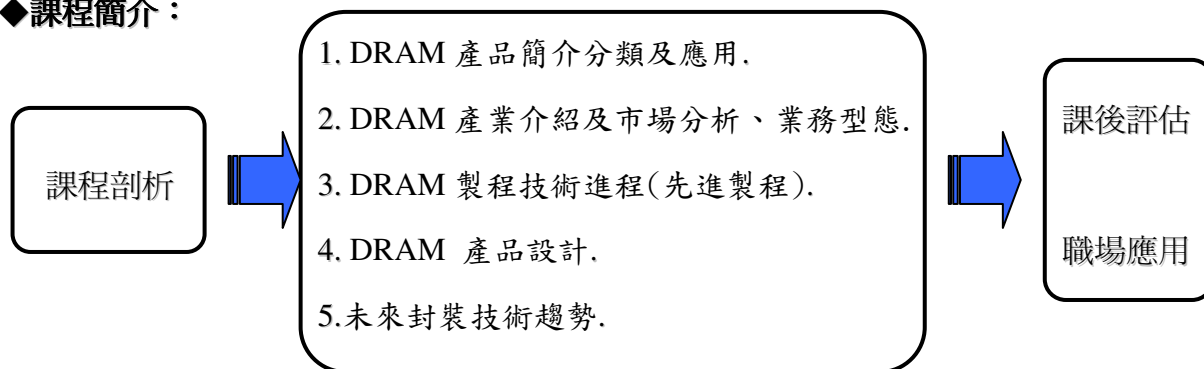 ◆課程簡介：
課程剖析
1. DRAM 產品簡介分類及應用.
2. DRAM 產業介紹及市場分析、業務型態.
3. DRAM 製程技術進程(先進製程).
4. DRAM 產品設計.
5.未來封裝技術趨勢.
課後評估
職場應用